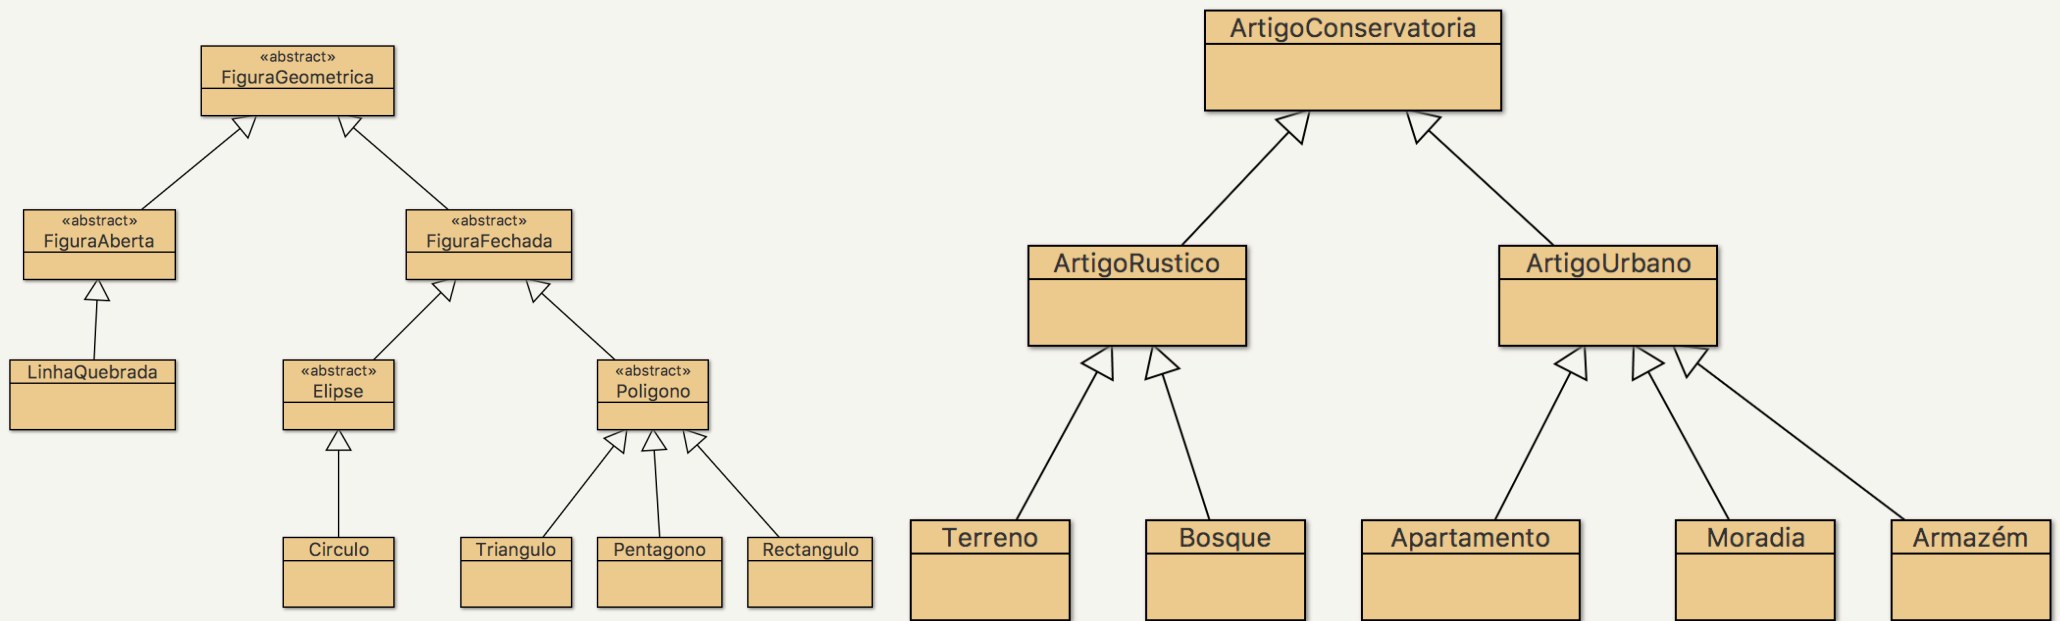 «abstract»
FiguraGeometrica
«abstract»
FiguraAberta
«abstract»
FiguraFechada
LinhaQuebrada
«abstract»
Elipse
«abstract»
Poligono
Circulo
Triangulo
Pentagono
Rectangulo
ArtigoConservatoria
ArtigoRustico
ArtigoUrbano
Terreno
Bosque
Apartamento
Moradia
Armazém